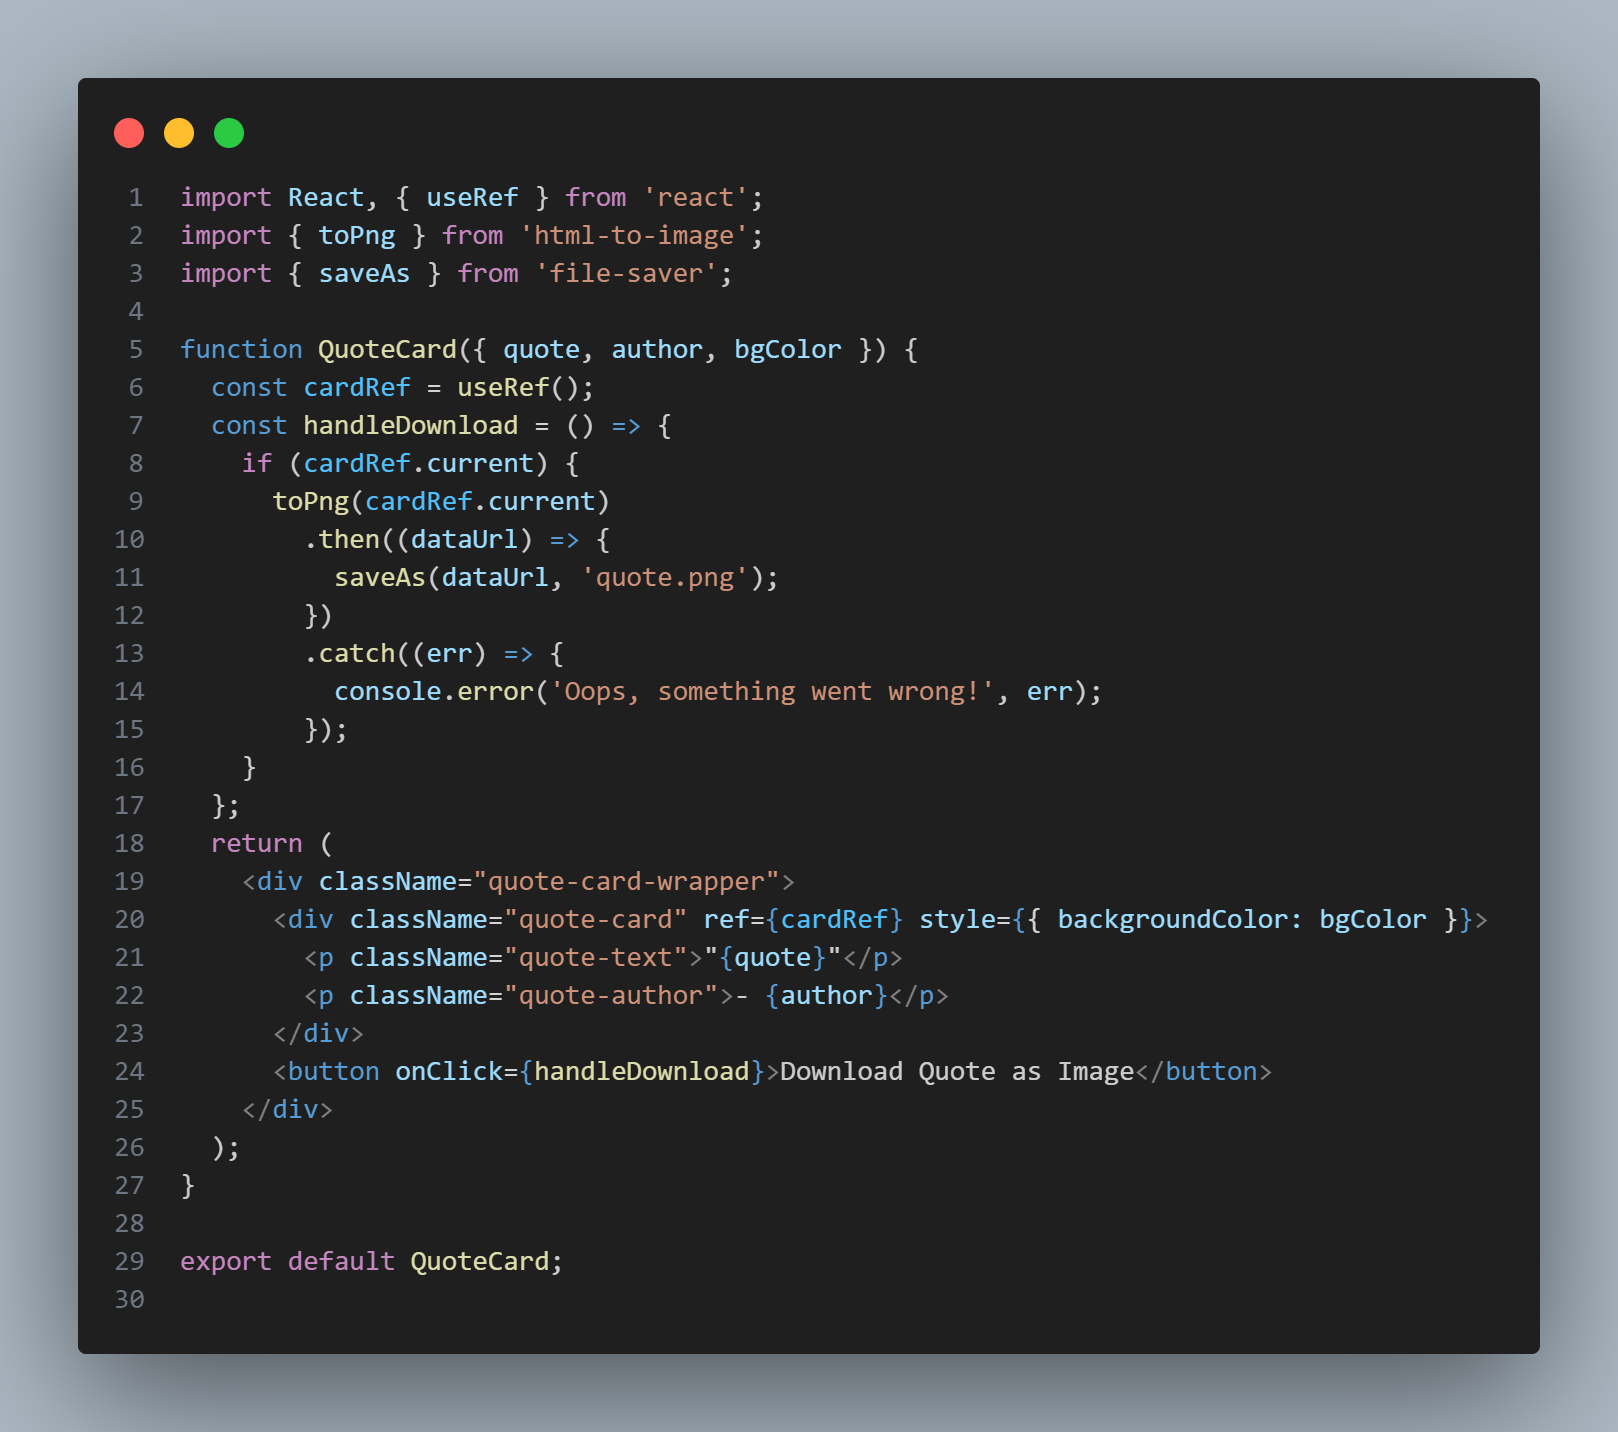 1 import React, { useRef } from 'react';
2 import { toPng } from 'html-to-image';
3 import { saveAs } from 'file-saver';
4
5 function QuoteCard({ quote, author, bgColor }) {
6   const cardRef = useRef();
7   const handleDownload = () => {
8     if (cardRef.current) {
9       toPng(cardRef.current)
10         .then((dataUrl) => {
11           saveAs(dataUrl, 'quote.png');
12         })
13         .catch((err) => {
14           console.error('Oops, something went wrong!', err);
15         });
16     }
17   };
18   return (
19     <div className="quote-card-wrapper">
20       <div className="quote-card" ref={cardRef} style={{ backgroundColor: bgColor }}>
21         <p className="quote-text">"{quote}"</p>
22         <p className="quote-author">- {author}</p>
23       </div>
24       <button onClick={handleDownload}>Download Quote as Image</button>
25     </div>
26   );
27 }
28
29 export default QuoteCard;
30